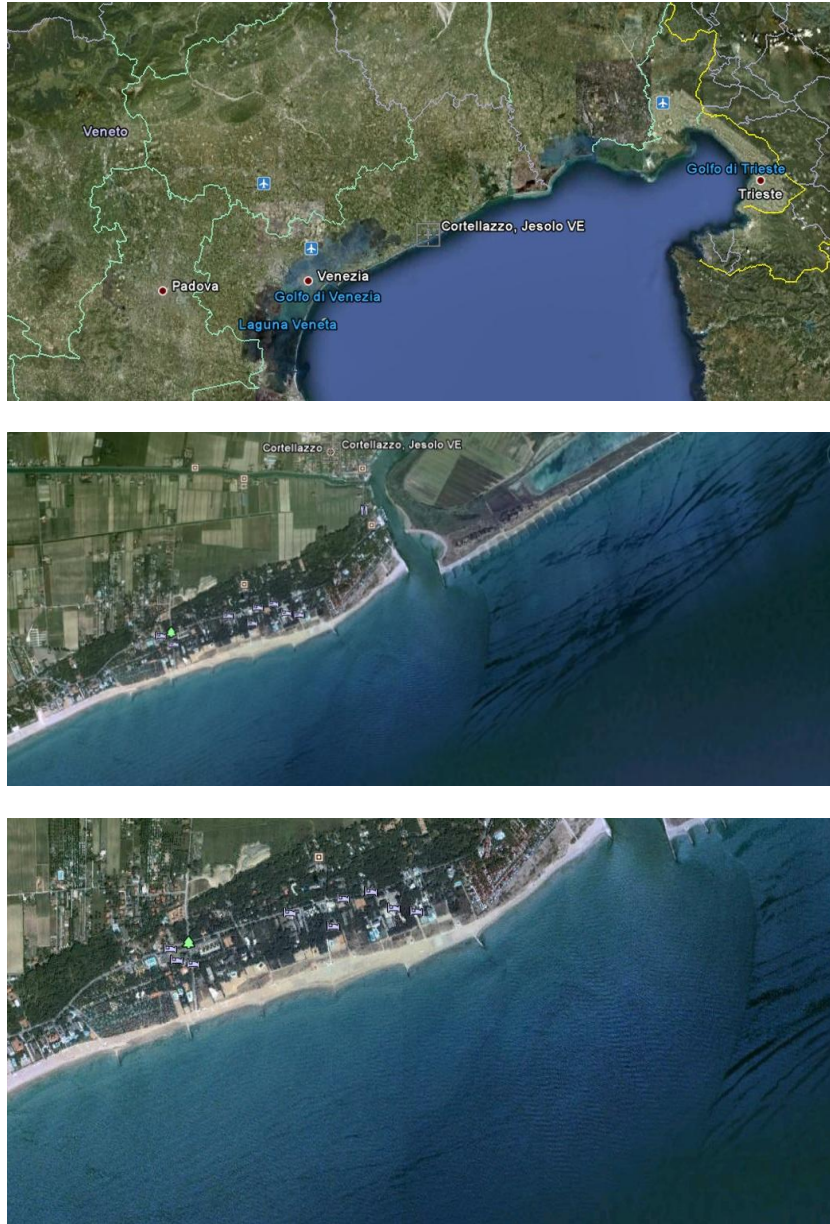 Veneto
Golfo di Trieste
Trieste
Cortellazzo, Jesolo VE
Venezia
Padova
Golfo di Venezia
Laguna Veneta
Cortellazzo
Cortellazzo, Jesolo VE